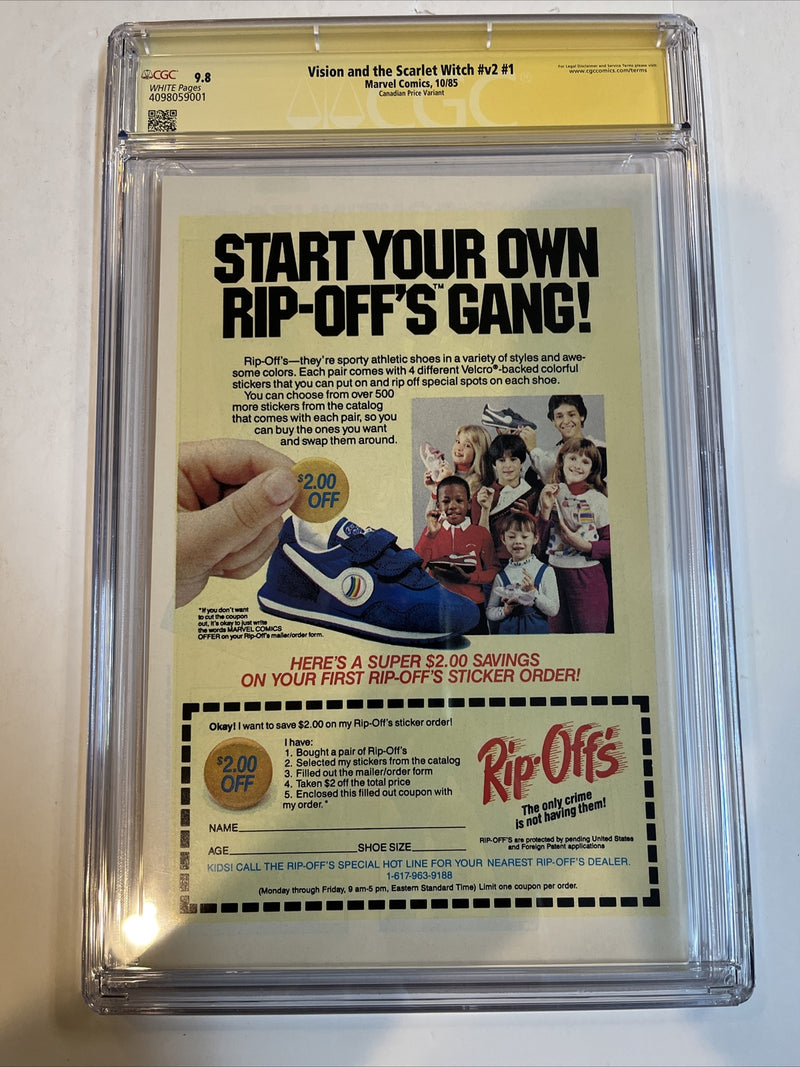 CGC 9.8
WHITE Pages
4098059001
Vision and the Scarlet Witch #v2 #1
Marvel Comics, 10/85
Canadian Price Variant
For Legal Disclaimer and Service Terms please visit:
www.cgccomics.com/terms
CGC®
START YOUR OWN
RIP-OFF'S™ GANG!
Rip-Off's—they're sporty athletic shoes in a variety of styles and awe-
some colors. Each pair comes with 4 different Velcro®-backed colorful
stickers that you can put on and rip off special spots on each shoe.
You can choose from over 500
more stickers from the catalog
that comes with each pair, so you
can buy the ones you want
and swap them around.
$2.00
OFF
*If you don't want
to cut the coupon
out, it's okay to just write
the words MARVEL COMICS
OFFER on your Rip-Off's mailer/order form.
HERE'S A SUPER $2.00 SAVINGS
ON YOUR FIRST RIP-OFF'S STICKER ORDER!
Okay! I want to save $2.00 on my Rip-Off's sticker order!
$2.00
OFF
I have:
1. Bought a pair of Rip-Off's
2. Selected my stickers from the catalog
3. Filled out the mailer/order form
4. Taken $2 off the total price
5. Enclosed this filled out coupon with
my order.*
Rip-Off's
The only crime
is not having them!
NAME
AGE SHOE SIZE
RIP-OFF'S are protected by pending United States
and Foreign Patent applications
KIDS! CALL THE RIP-OFF'S SPECIAL HOT LINE FOR YOUR NEAREST RIP-OFF'S DEALER.
1-617-963-9188
(Monday through Friday, 9 am-5 pm, Eastern Standard Time) Limit one coupon per order.